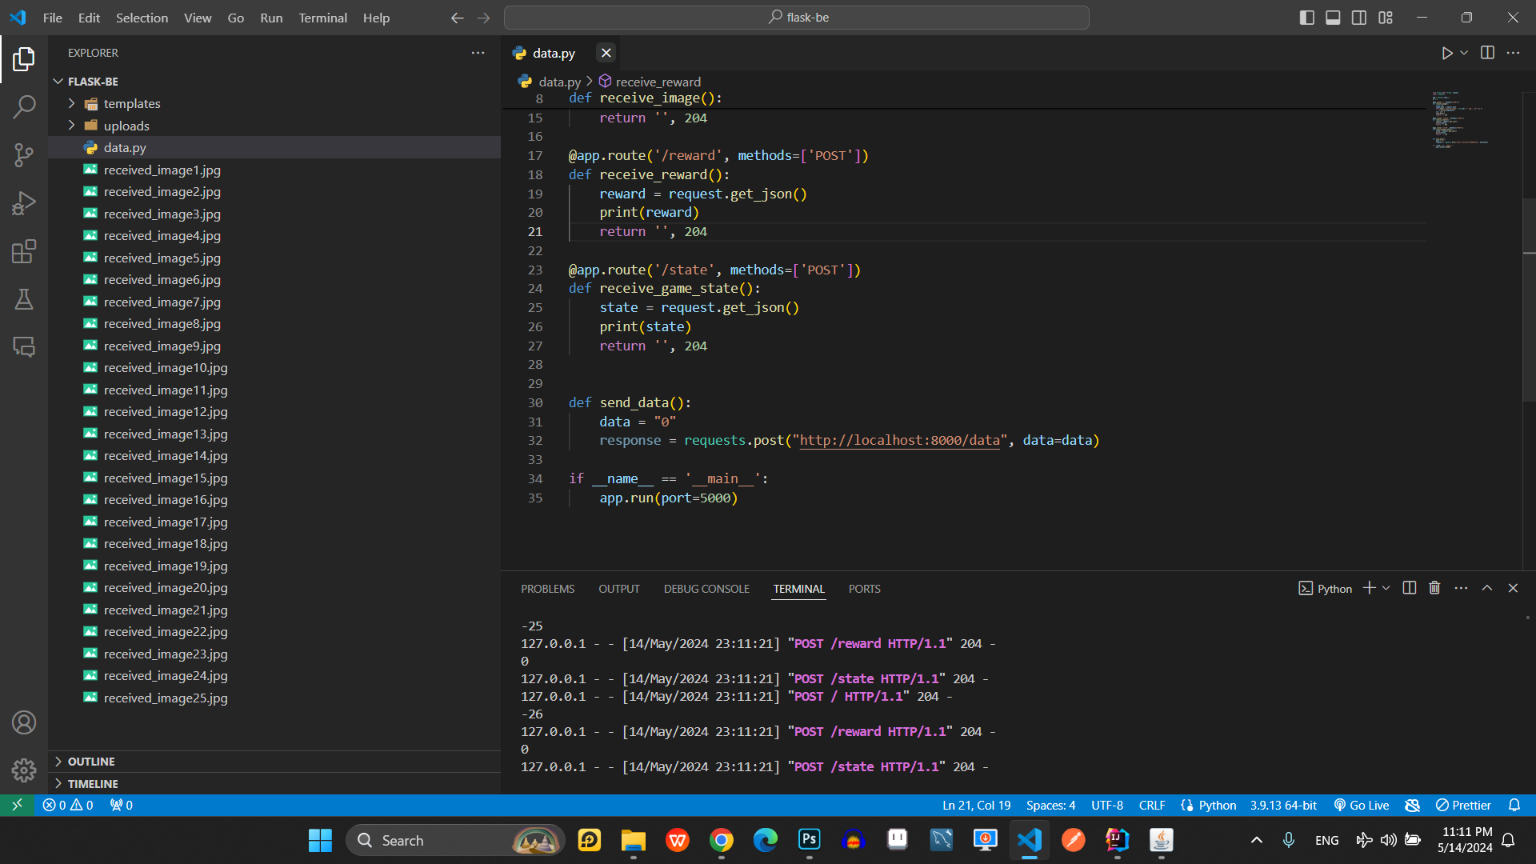 File Edit Selection View Go Run Terminal Help
flask-be
EXPLORER
FLASK-BE
templates
uploads
data.py
received_image1.jpg
received_image2.jpg
received_image3.jpg
received_image4.jpg
received_image5.jpg
received_image6.jpg
received_image7.jpg
received_image8.jpg
received_image9.jpg
received_image10.jpg
received_image11.jpg
received_image12.jpg
received_image13.jpg
received_image14.jpg
received_image15.jpg
received_image16.jpg
received_image17.jpg
received_image18.jpg
received_image19.jpg
received_image20.jpg
received_image21.jpg
received_image22.jpg
received_image23.jpg
received_image24.jpg
received_image25.jpg
OUTLINE
TIMELINE
data.py
data.py > receive_reward
8 def receive_image():
15     return '', 204
16
17 @app.route('/reward', methods=['POST'])
18 def receive_reward():
19     reward = request.get_json()
20     print(reward)
21     return '', 204
22
23 @app.route('/state', methods=['POST'])
24 def receive_game_state():
25     state = request.get_json()
26     print(state)
27     return '', 204
28
29
30 def send_data():
31     data = "0"
32     response = requests.post("http://localhost:8000/data", data=data)
33
34 if __name__ == '__main__':
35     app.run(port=5000)
PROBLEMS OUTPUT DEBUG CONSOLE TERMINAL PORTS
Python
-25
127.0.0.1 - - [14/May/2024 23:11:21] "POST /reward HTTP/1.1" 204 -
0
127.0.0.1 - - [14/May/2024 23:11:21] "POST /state HTTP/1.1" 204 -
127.0.0.1 - - [14/May/2024 23:11:21] "POST / HTTP/1.1" 204 -
-26
127.0.0.1 - - [14/May/2024 23:11:21] "POST /reward HTTP/1.1" 204 -
0
127.0.0.1 - - [14/May/2024 23:11:21] "POST /state HTTP/1.1" 204 -
0 0 0 Ln 21, Col 19 Spaces: 4 UTF-8 CRLF Python 3.9.13 64-bit Go Live Prettier
Search
Ps
ENG
11:11 PM
5/14/2024